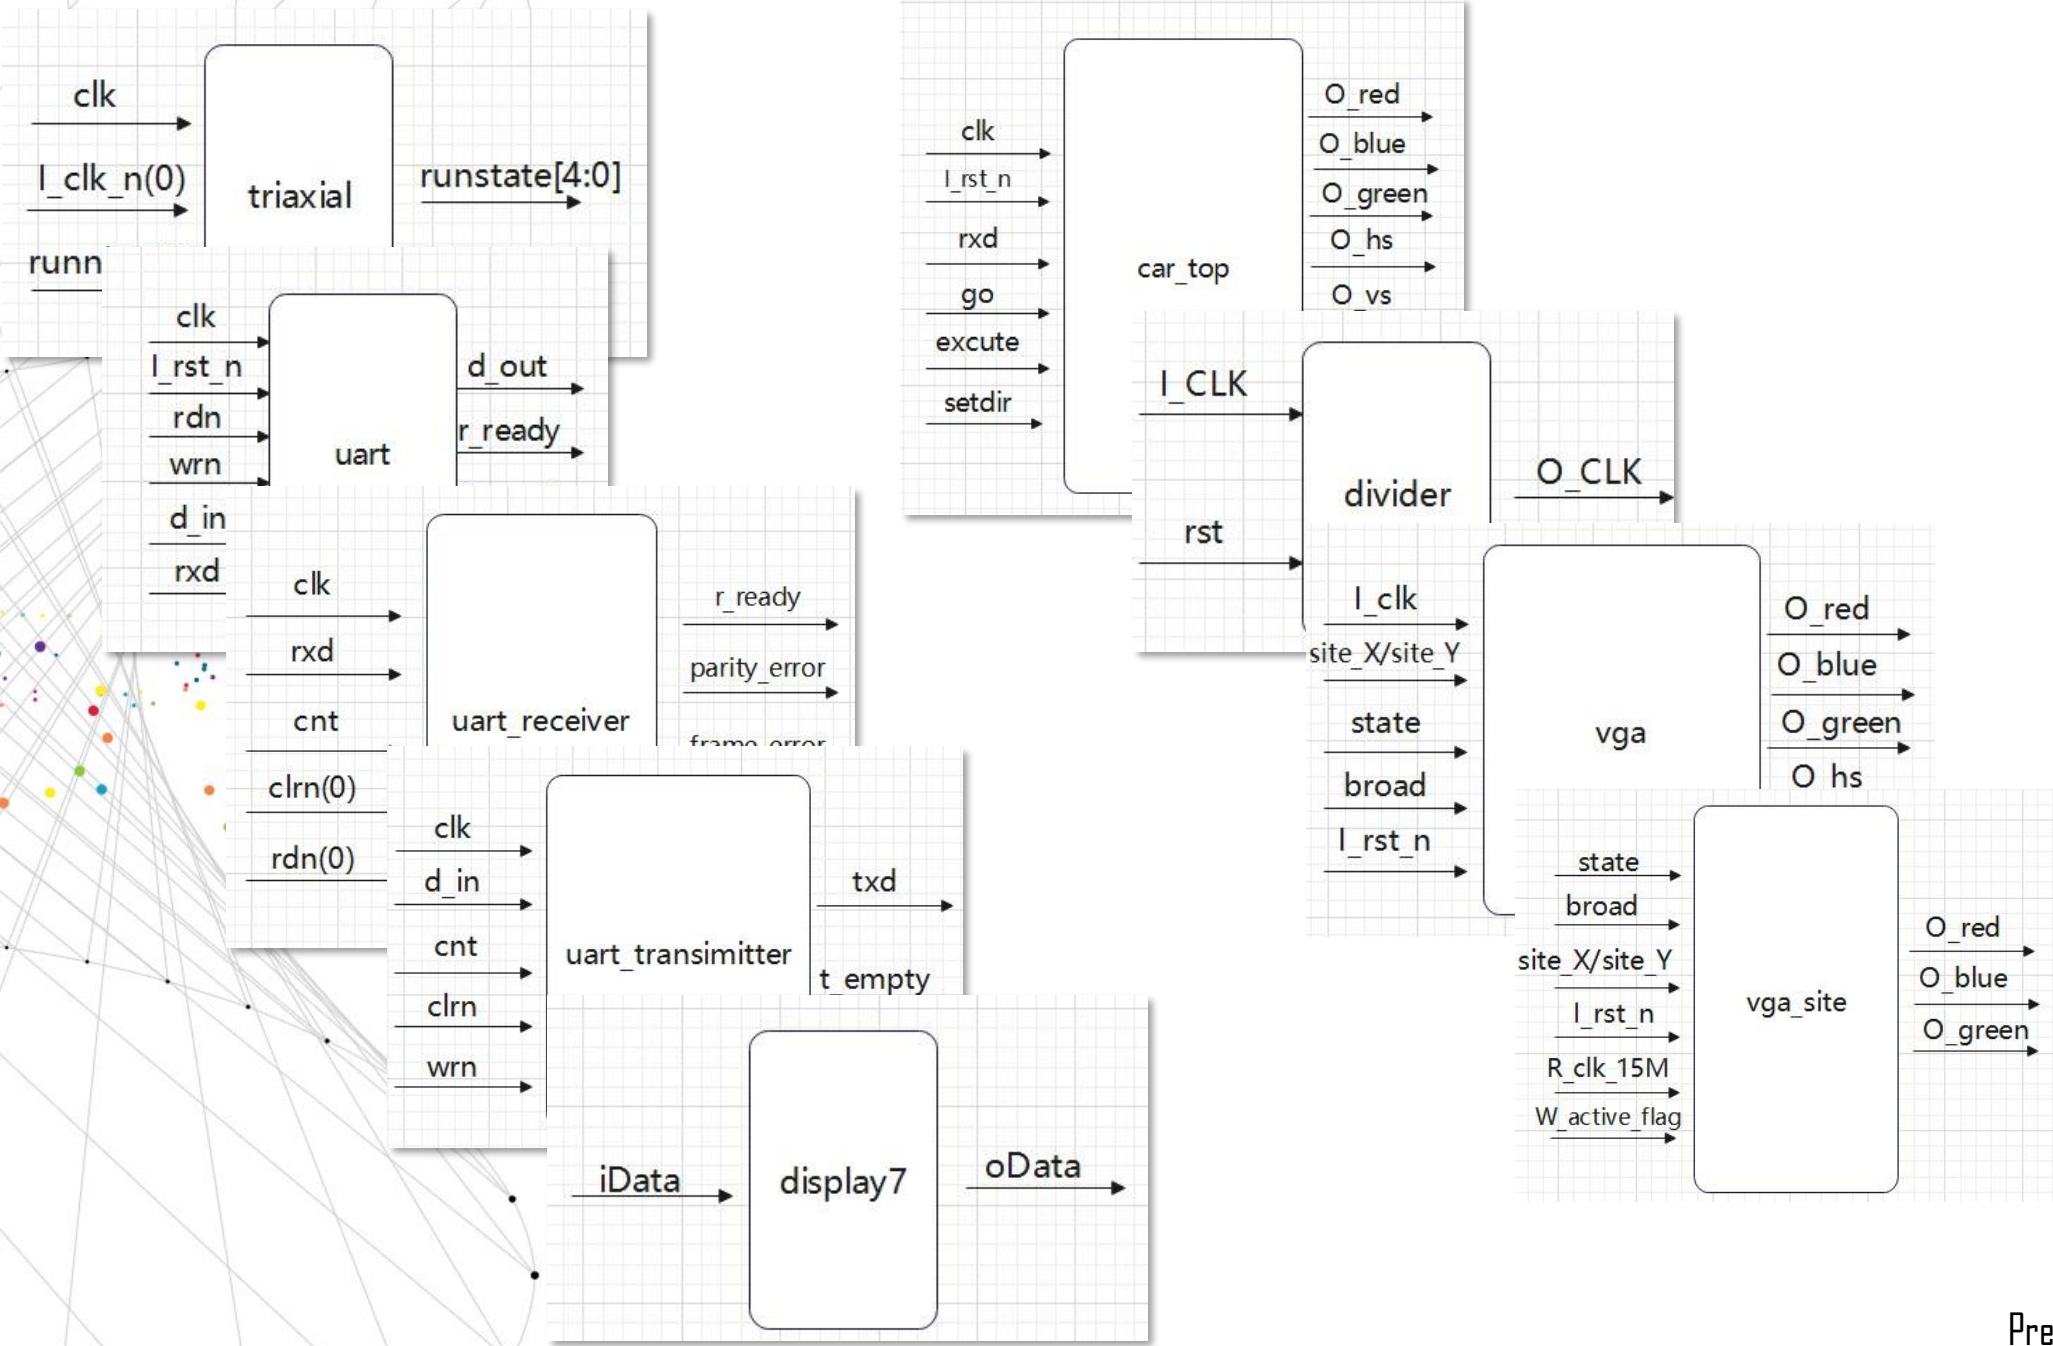 clk
I_clk_n(0)
runn
triaxial
runstate[4:0]
clk
I_rst_n
rdn
wrn
d_in
rxd
uart
d_out
r_ready
clk
rxd
cnt
clrn(0)
rdn(0)
uart_receiver
r_ready
parity_error
frame_error
clk
d_in
cnt
clrn
wrn
uart_transimitter
txd
t_empty
iData
display7
oData
clk
I_rst_n
rxd
go
excute
setdir
car_top
O_red
O_blue
O_green
O_hs
O_vs
I_CLK
rst
divider
O_CLK
I_clk
site_X/site_Y
state
broad
I_rst_n
vga
O_red
O_blue
O_green
O_hs
state
broad
site_X/site_Y
I_rst_n
R_clk_15M
W_active_flag
vga_site
O_red
O_blue
O_green
Pre